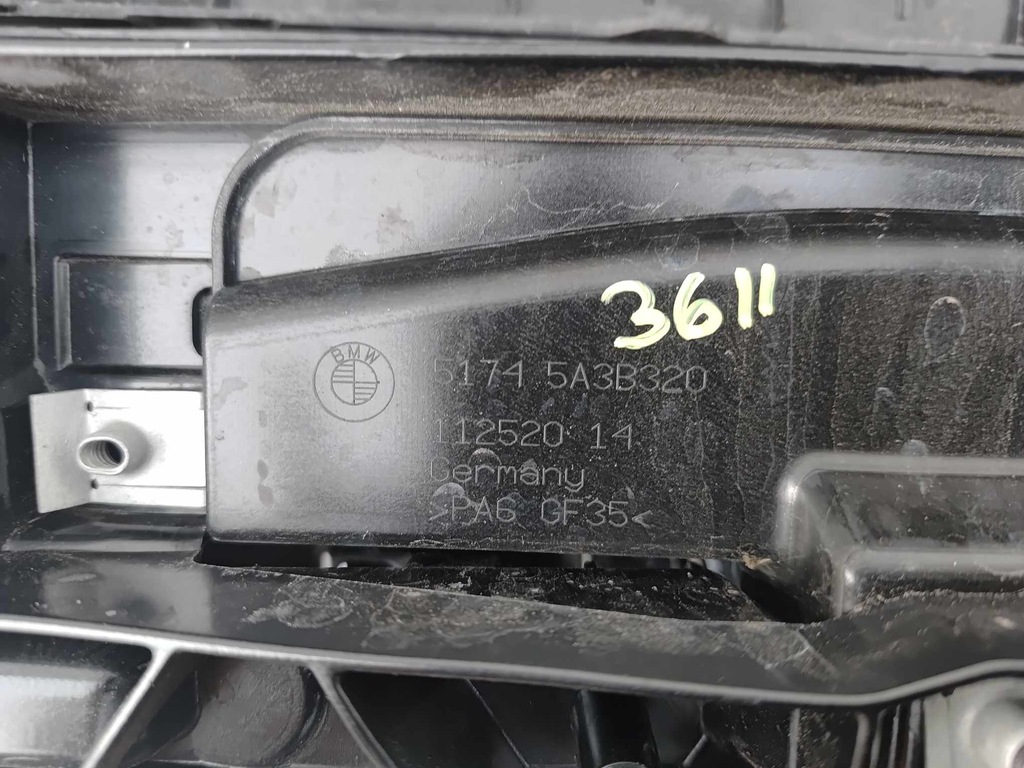 3611
BMW
5174 5A3B320
112520 14
Germany
>PA6 GF35<